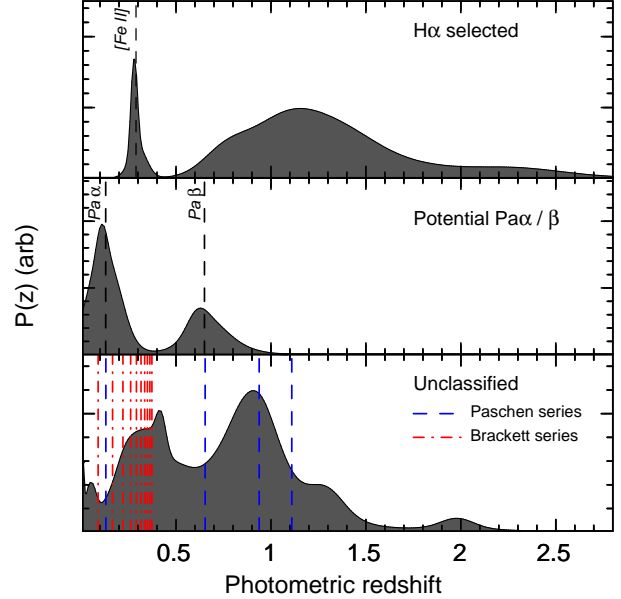 [Fe II]
Hα selected
Pa α
Pa β
Potential Paα / β
P(z) (arb)
Unclassified
Paschen series
Brackett series
0.5 1 1.5 2 2.5
Photometric redshift